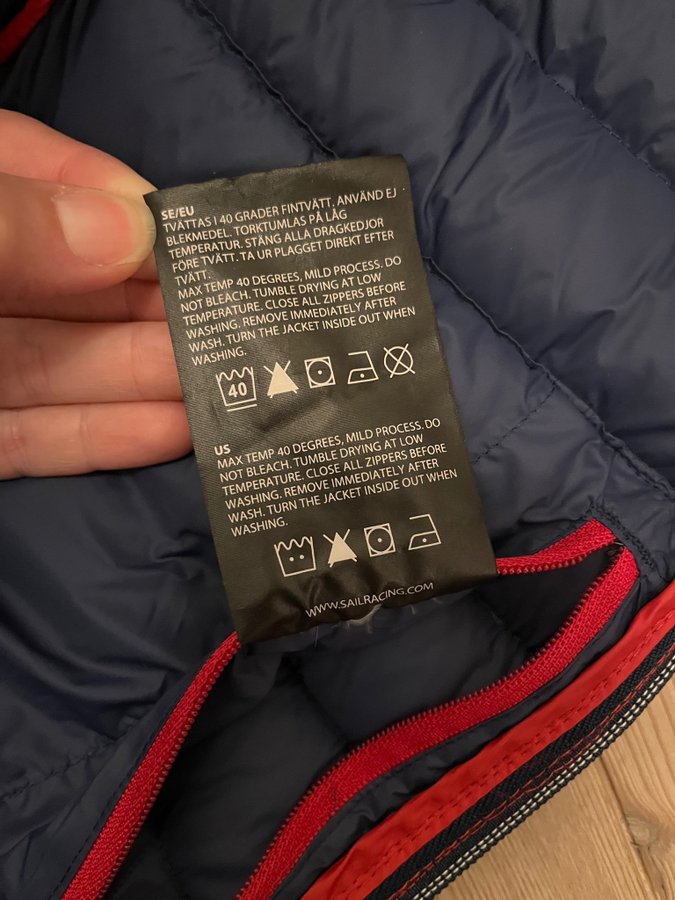 SE/EU
TVÄTTAS I 40 GRADER FINTVÄTT. ANVÄND EJ
BLEKMEDEL. TORKTUMLAS PÅ LÅG
TEMPERATUR. STÄNG ALLA DRAGKEDJOR
FÖRE TVÄTT. TA UR PLAGGET DIREKT EFTER
TVÄTT.
MAX TEMP 40 DEGREES, MILD PROCESS. DO
NOT BLEACH. TUMBLE DRYING AT LOW
TEMPERATURE. CLOSE ALL ZIPPERS BEFORE
WASHING. REMOVE IMMEDIATELY AFTER
WASH. TURN THE JACKET INSIDE OUT WHEN
WASHING.
40
US
MAX TEMP 40 DEGREES, MILD PROCESS. DO
NOT BLEACH. TUMBLE DRYING AT LOW
TEMPERATURE. CLOSE ALL ZIPPERS BEFORE
WASHING. REMOVE IMMEDIATELY AFTER
WASH. TURN THE JACKET INSIDE OUT WHEN
WASHING.
WWW.SAILRACING.COM